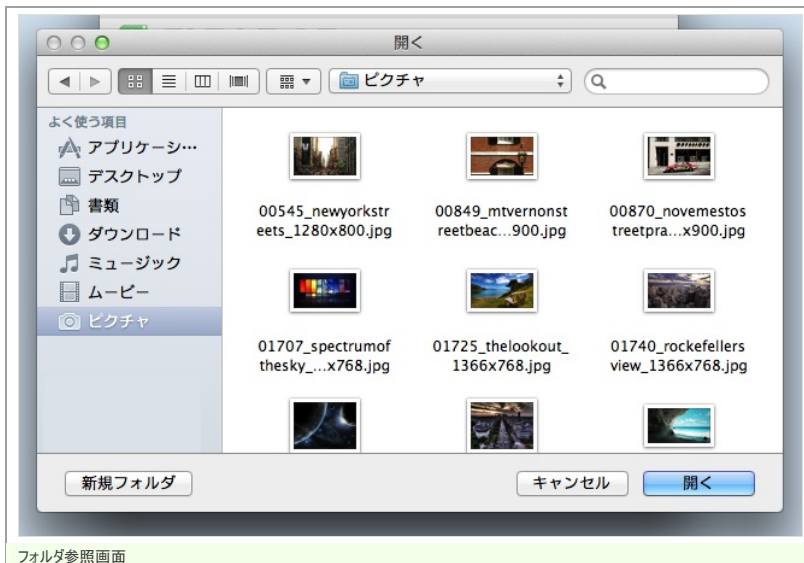 開く
ピクチャ
よく使う項目
アプリケーシ…
デスクトップ
書類
ダウンロード
ミュージック
ムービー
ピクチャ
00545_newyorkstr
eets_1280x800.jpg
00849_mtvernonst
reetbeac...900.jpg
00870_novemestos
treetpra...x900.jpg
01707_spectrumof
thesky_...x768.jpg
01725_thelookout_
1366x768.jpg
01740_rockefellers
view_1366x768.jpg
新規フォルダ
キャンセル
開く
フォルダ参照画面